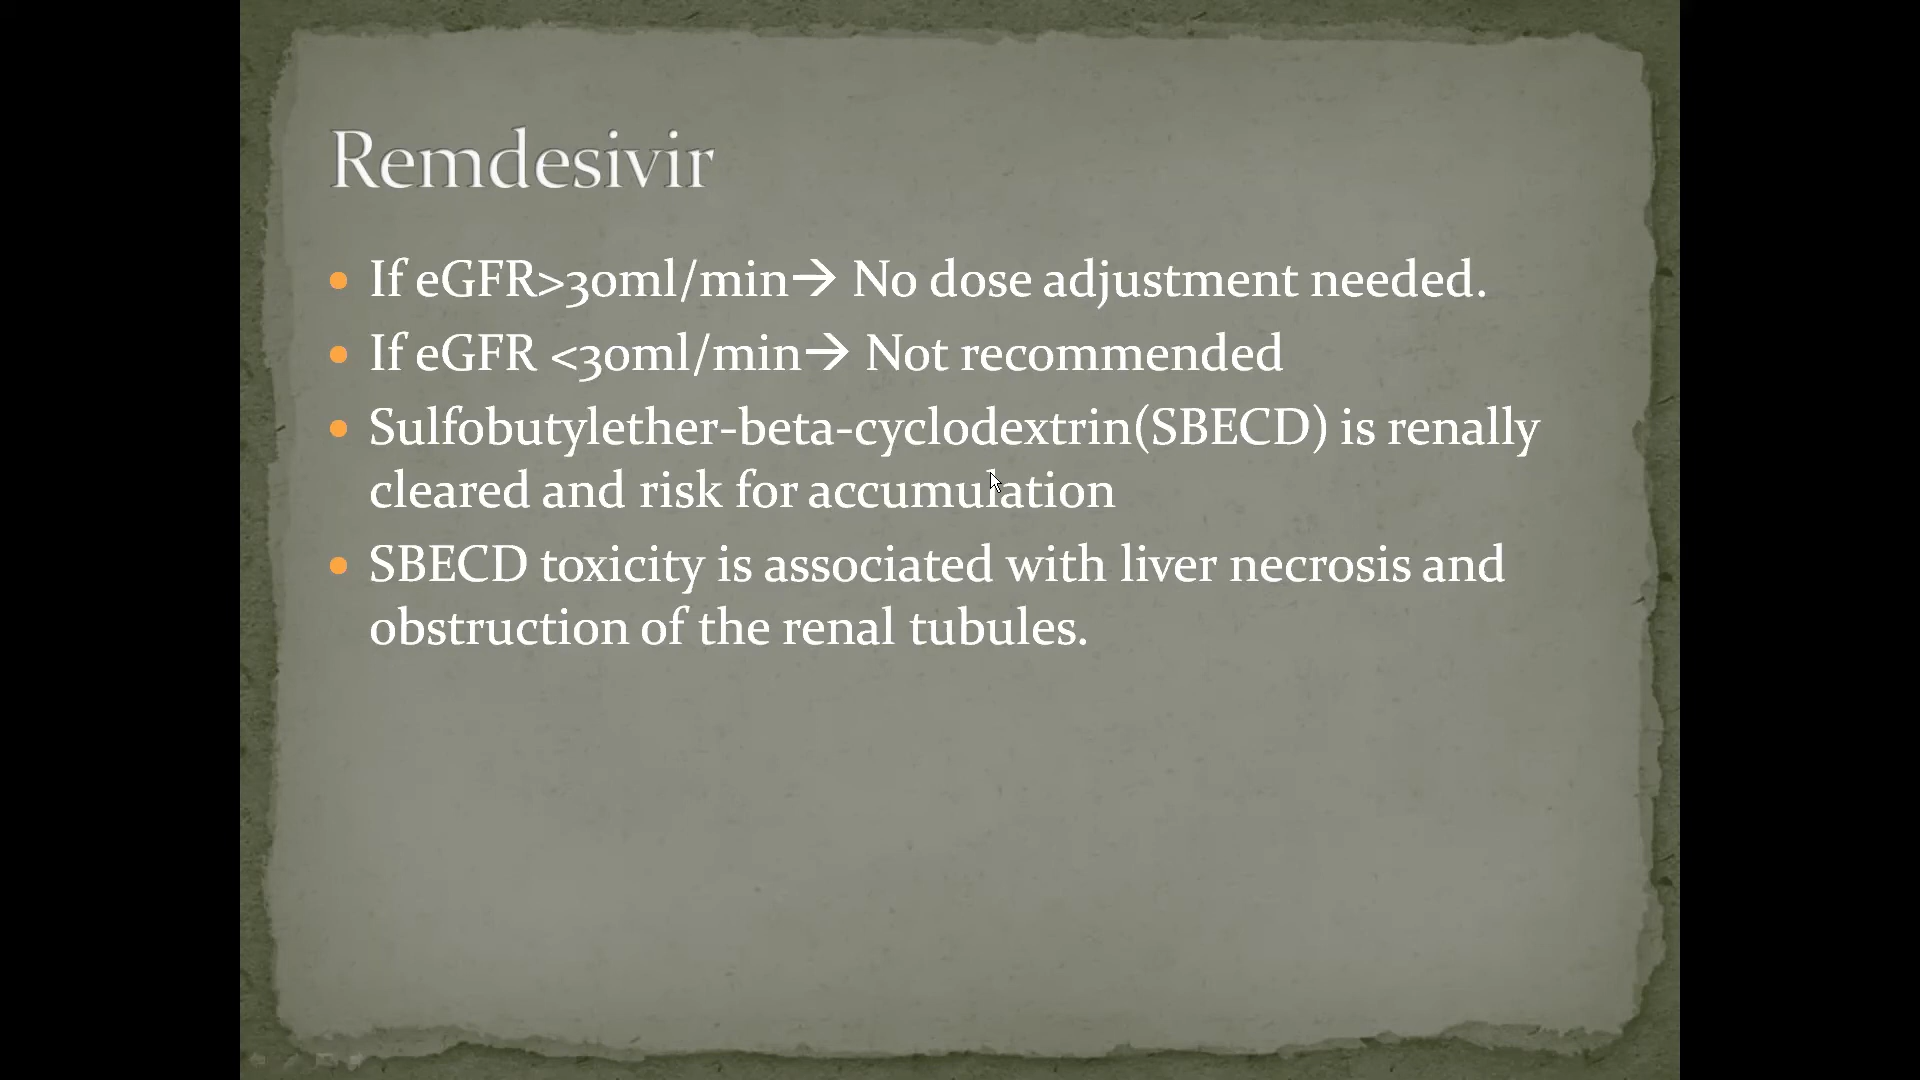 Remdesivir
• If eGFR>30ml/min→ No dose adjustment needed.
• If eGFR <30ml/min→ Not recommended
• Sulfobutylether-beta-cyclodextrin(SBECD) is renally
cleared and risk for accumulation
• SBECD toxicity is associated with liver necrosis and
obstruction of the renal tubules.